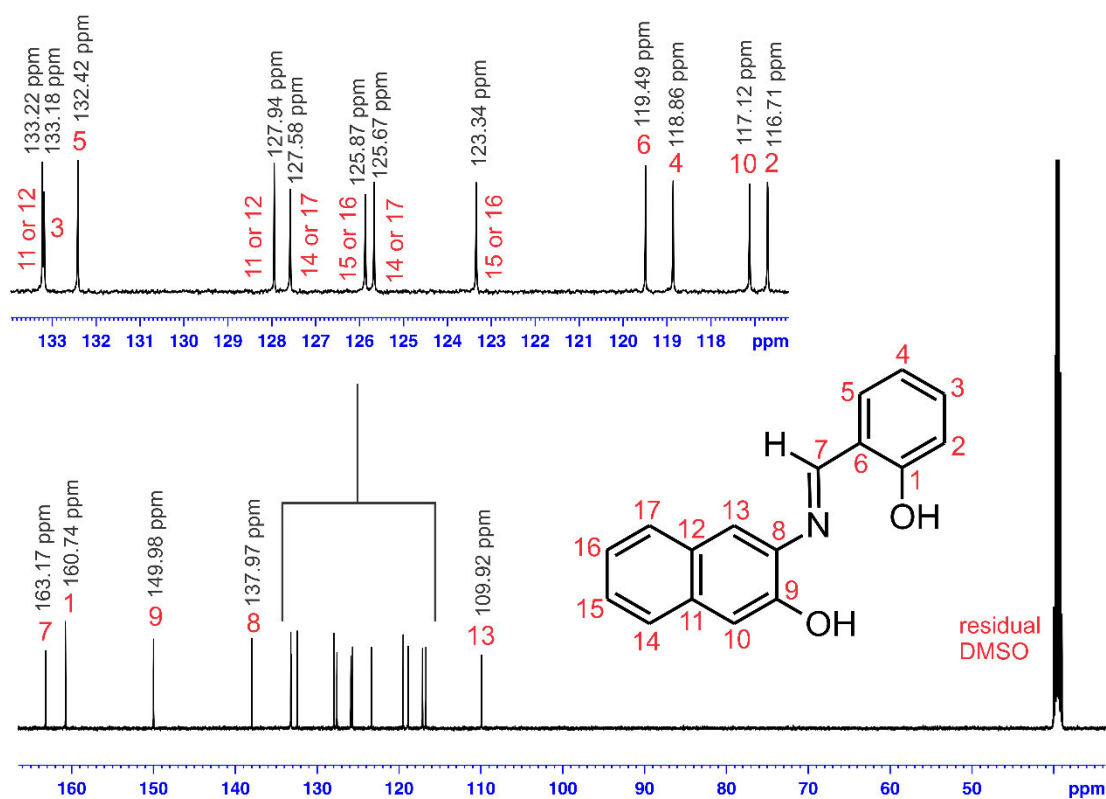 133.22 ppm
133.18 ppm
132.42 ppm
127.94 ppm
127.58 ppm
125.87 ppm
125.67 ppm
123.34 ppm
119.49 ppm
118.86 ppm
117.12 ppm
116.71 ppm
11 or 12
3
5
11 or 12
14 or 17
15 or 16
14 or 17
15 or 16
6
4
10
2
133 132 131 130 129 128 127 126 125 124 123 122 121 120 119 118 ppm
163.17 ppm
160.74 ppm
149.98 ppm
137.97 ppm
109.92 ppm
7
1
9
8
13
4
5
3
H
7
2
6
1
17
13
N
OH
12
8
16
9
15
11
OH
14
10
residual
DMSO
160 150 140 130 120 110 100 90 80 70 60 50 ppm